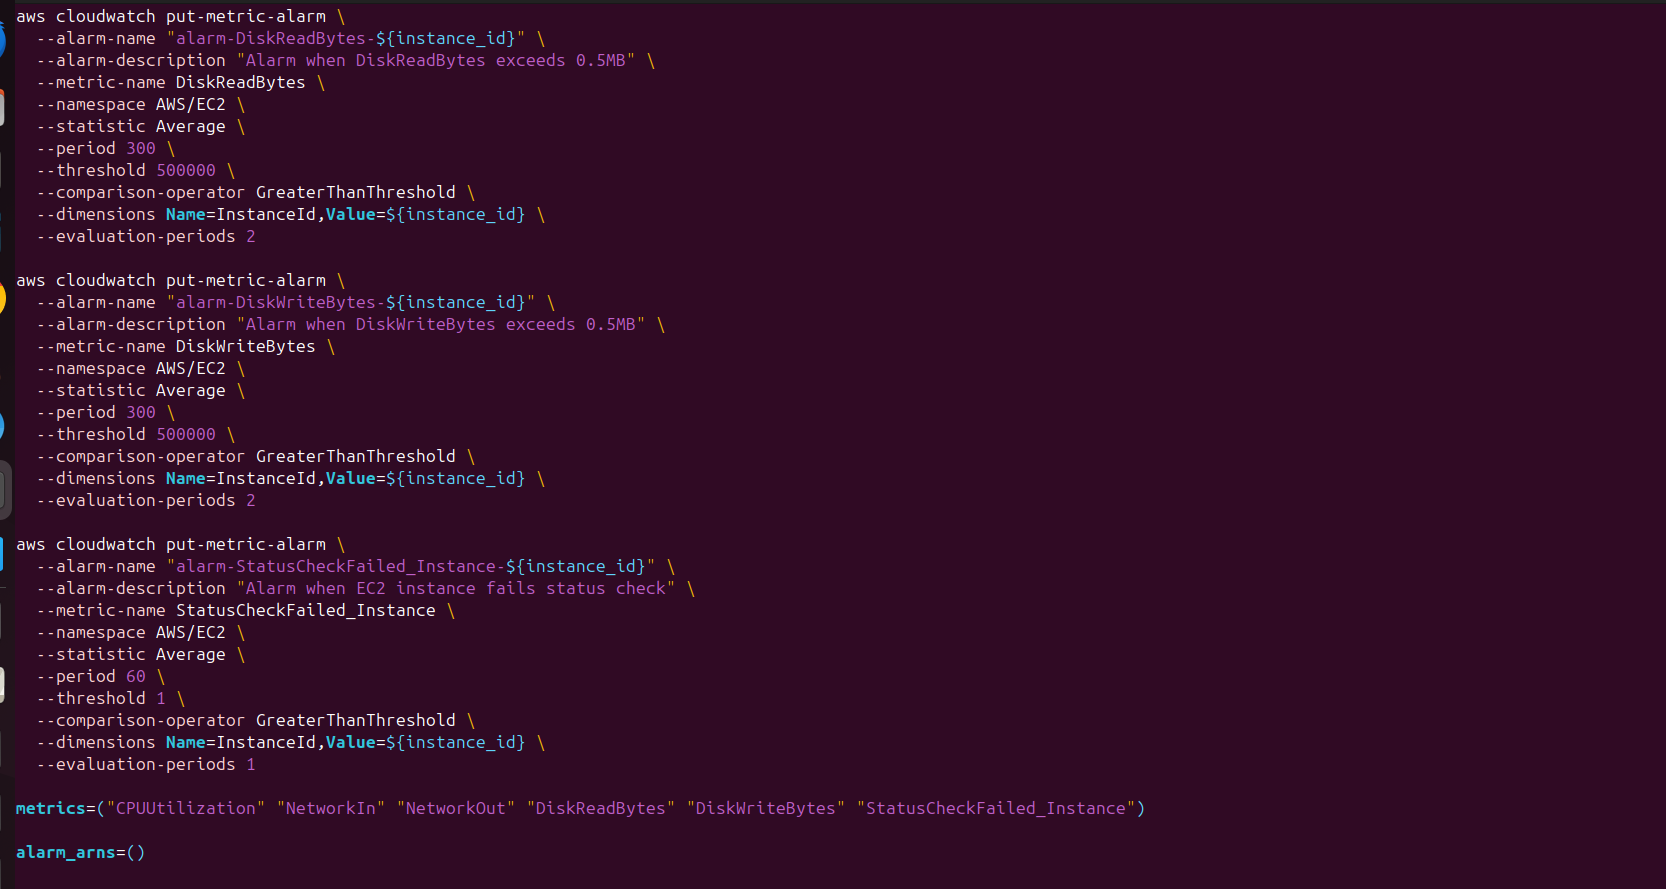 aws cloudwatch put-metric-alarm \
  --alarm-name "alarm-DiskReadBytes-${instance_id}" \
  --alarm-description "Alarm when DiskReadBytes exceeds 0.5MB" \
  --metric-name DiskReadBytes \
  --namespace AWS/EC2 \
  --statistic Average \
  --period 300 \
  --threshold 500000 \
  --comparison-operator GreaterThanThreshold \
  --dimensions Name=InstanceId,Value=${instance_id} \
  --evaluation-periods 2

aws cloudwatch put-metric-alarm \
  --alarm-name "alarm-DiskWriteBytes-${instance_id}" \
  --alarm-description "Alarm when DiskWriteBytes exceeds 0.5MB" \
  --metric-name DiskWriteBytes \
  --namespace AWS/EC2 \
  --statistic Average \
  --period 300 \
  --threshold 500000 \
  --comparison-operator GreaterThanThreshold \
  --dimensions Name=InstanceId,Value=${instance_id} \
  --evaluation-periods 2

aws cloudwatch put-metric-alarm \
  --alarm-name "alarm-StatusCheckFailed_Instance-${instance_id}" \
  --alarm-description "Alarm when EC2 instance fails status check" \
  --metric-name StatusCheckFailed_Instance \
  --namespace AWS/EC2 \
  --statistic Average \
  --period 60 \
  --threshold 1 \
  --comparison-operator GreaterThanThreshold \
  --dimensions Name=InstanceId,Value=${instance_id} \
  --evaluation-periods 1

metrics=("CPUUtilization" "NetworkIn" "NetworkOut" "DiskReadBytes" "DiskWriteBytes" "StatusCheckFailed_Instance")

alarm_arns=()